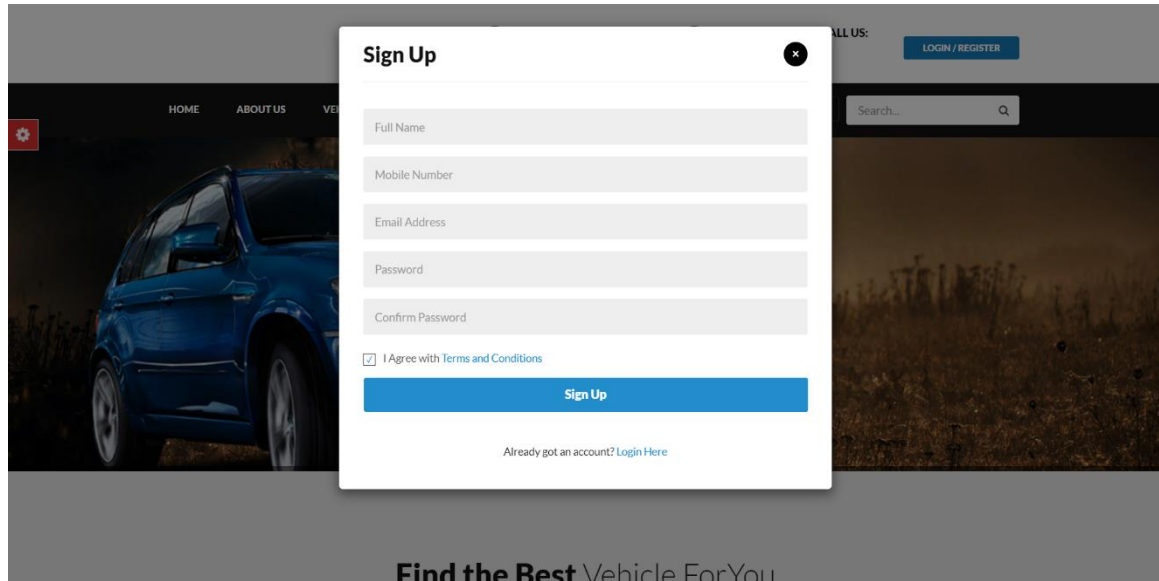 ALL US:
LOGIN / REGISTER
Sign Up
HOME ABOUT US
Search...
Full Name
Mobile Number
Email Address
Password
Confirm Password
I Agree with Terms and Conditions
Sign Up
Already got an account? Login Here
Find the Best Vehicle ForYou